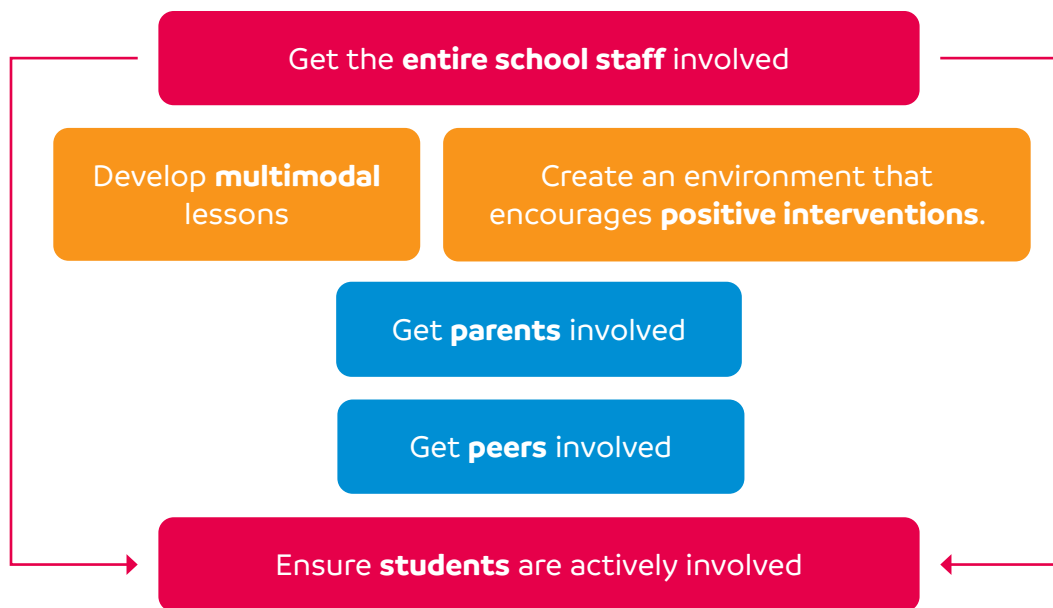 Get the entire school staff involved
Develop multimodal
lessons
Create an environment that
encourages positive interventions.
Get parents involved
Get peers involved
Ensure students are actively involved